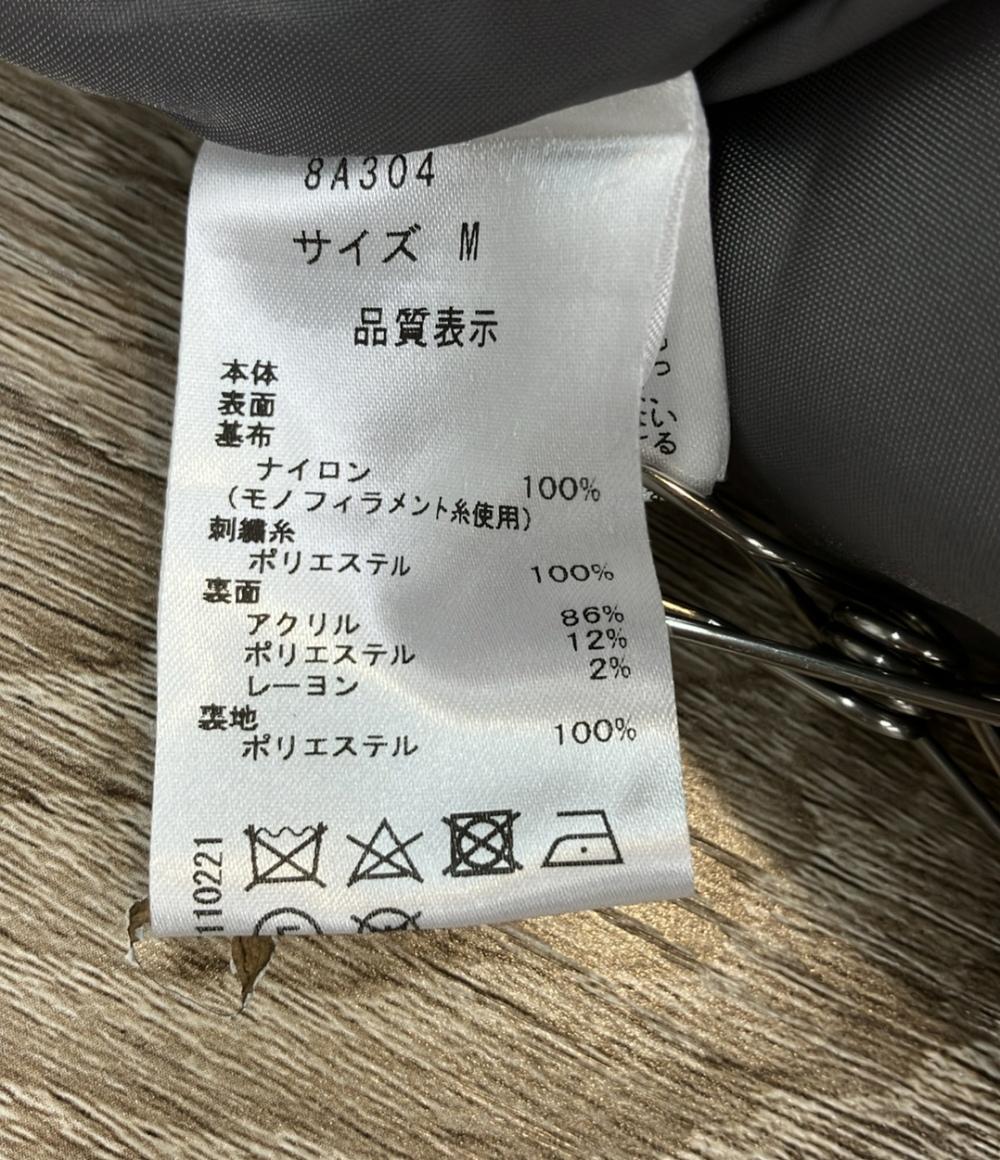 8A304
サイズ M
品質表示
本体
表面
基布
ナイロン 100%
(モノフィラメント糸使用)
刺繍糸
ポリエステル 100%
裏面
アクリル 86%
ポリエステル 12%
レーヨン 2%
裏地
ポリエステル 100%
110221